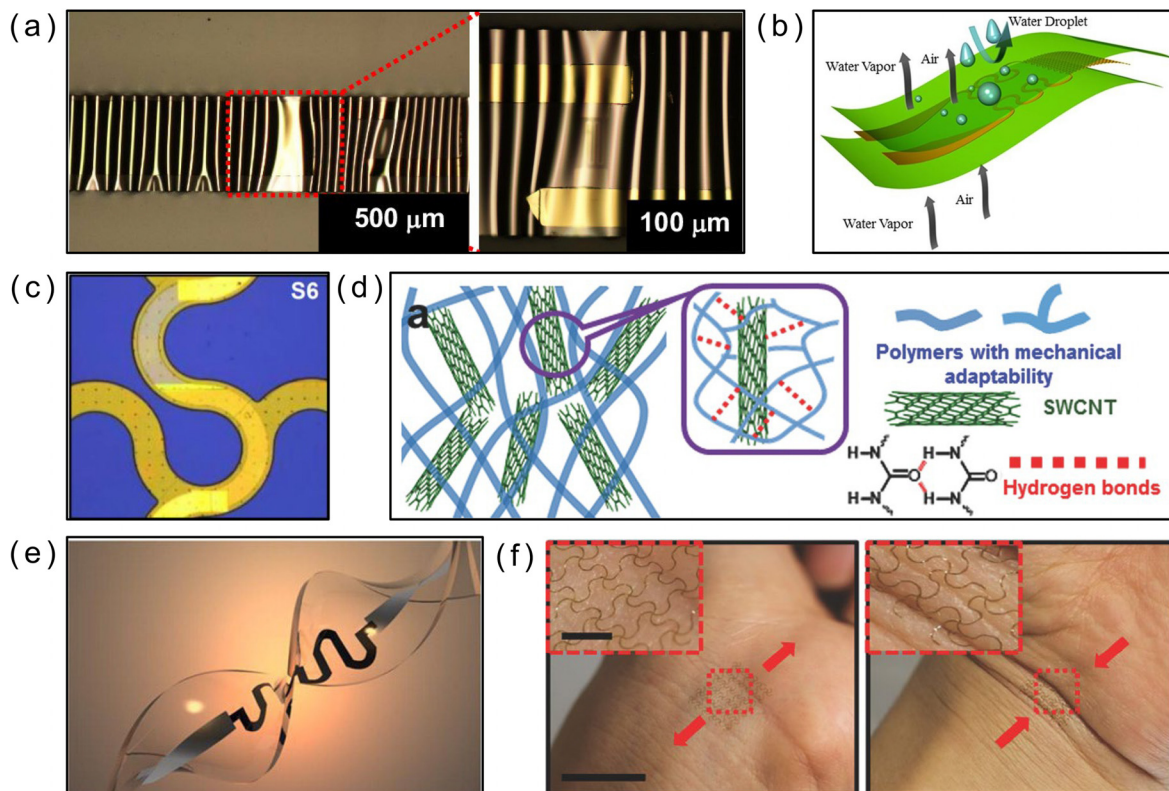 (a)
500 μm
100 μm
(b)
Water Droplet
Air
Water Vapor
Air
Water Vapor
(c)
S6
(d)
a
Polymers with mechanical
adaptability
SWCNT
H-N
H-N
O
O
H-N
H-N
Hydrogen bonds
(e)
(f)